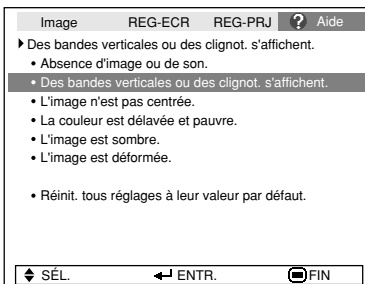 Image REG-ECR REG-PRJ ? Aide
Des bandes verticales ou des clignot. s'affichent.
• Absence d'image ou de son.
• Des bandes verticales ou des clignot. s'affichent.
• L'image n'est pas centrée.
• La couleur est délavée et pauvre.
• L'image est sombre.
• L'image est déformée.
• Réinit. tous réglages à leur valeur par défaut.
SÉL. ENTR. FIN